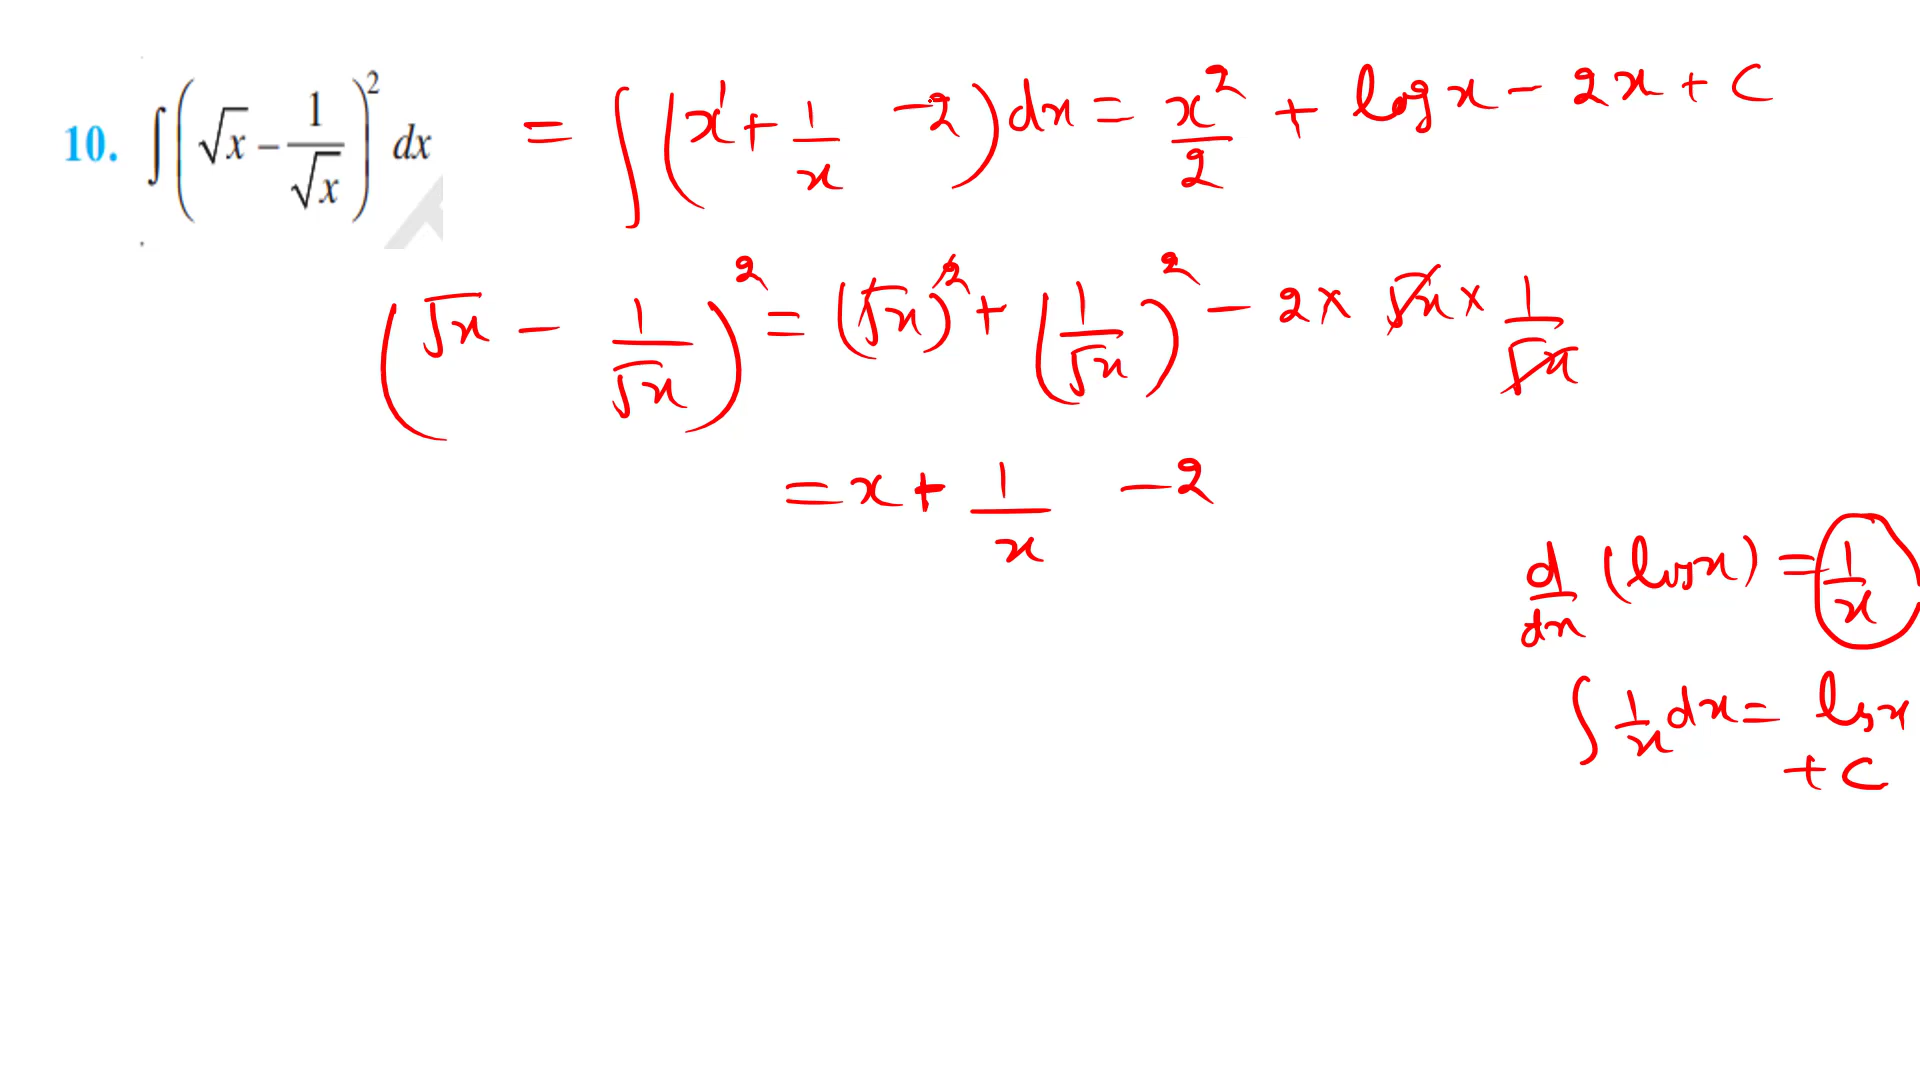 10. ∫(√x − 1/√x)² dx = ∫(x¹ + 1/x − 2) dx = x²/2 + log x − 2x + C
(√x − 1/√x)² = (√x)² + (1/√x)² − 2 × √x × 1/√x
= x + 1/x − 2
d/dx (log x) = 1/x
∫ 1/x dx = log x
+ C